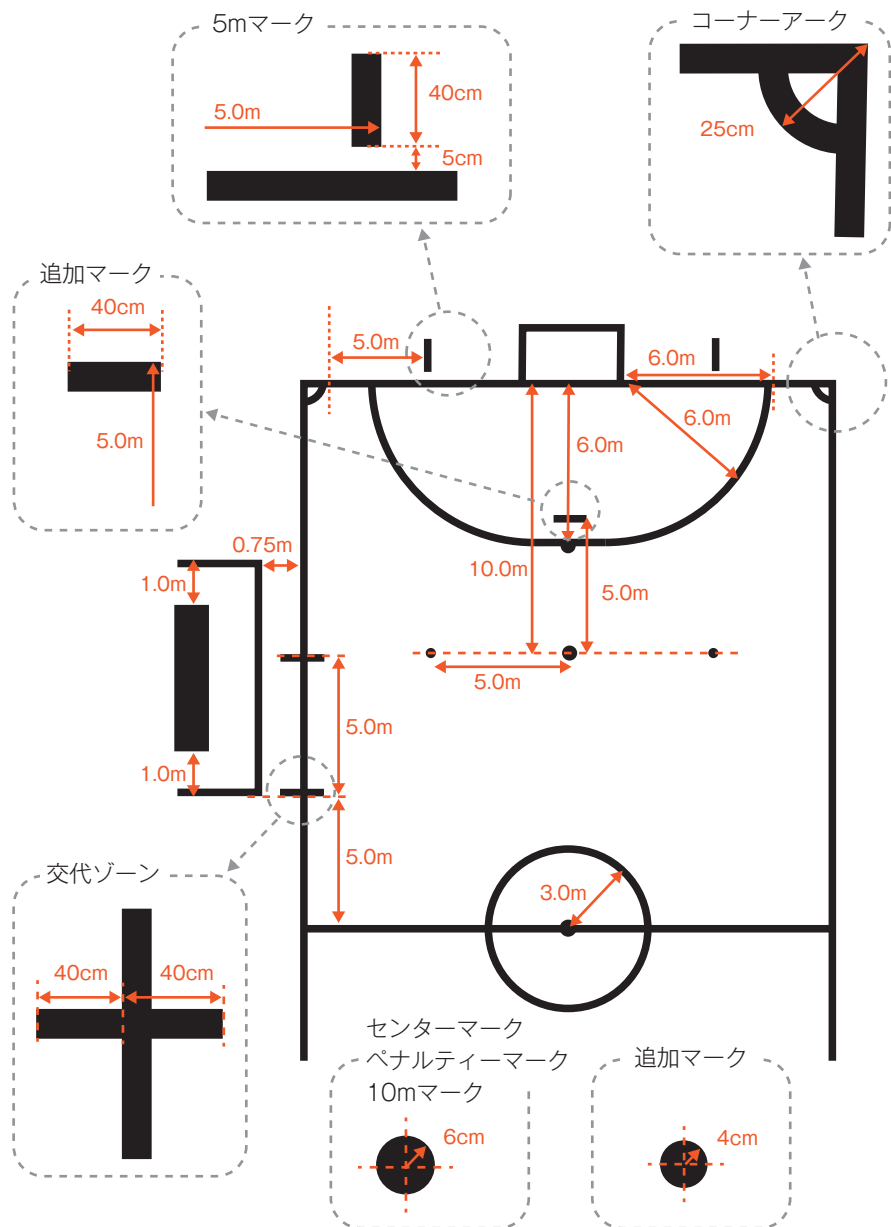 5mマーク
40cm
5.0m
5cm
コーナーアーク
25cm
追加マーク
40cm
5.0m
5.0m
6.0m
6.0m
6.0m
10.0m
5.0m
5.0m
0.75m
1.0m
1.0m
5.0m
5.0m
3.0m
交代ゾーン
40cm
40cm
センターマーク
ペナルティーマーク
10mマーク
6cm
追加マーク
4cm